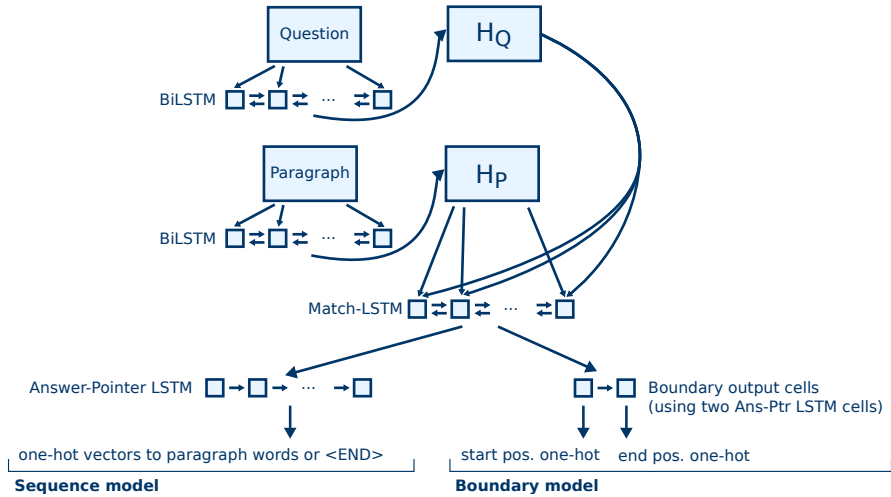 Question
H_Q
BiLSTM
...
Paragraph
H_P
BiLSTM
...
Match-LSTM
...
Answer-Pointer LSTM
...
Boundary output cells
(using two Ans-Ptr LSTM cells)
one-hot vectors to paragraph words or <END>
start pos. one-hot
end pos. one-hot
Sequence model
Boundary model